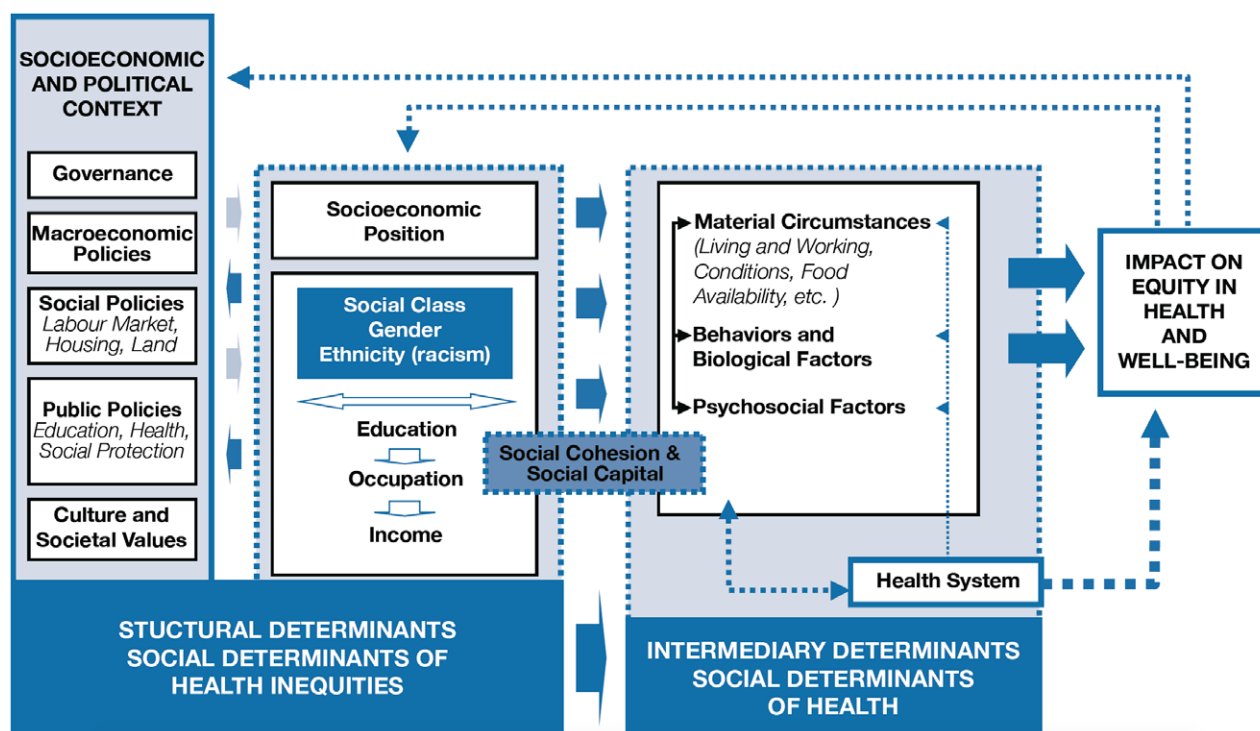 SOCIOECONOMIC
AND POLITICAL
CONTEXT
Governance
Macroeconomic
Policies
Social Policies
Labour Market,
Housing, Land
Public Policies
Education, Health,
Social Protection
Culture and
Societal Values
Socioeconomic
Position
Social Class
Gender
Ethnicity (racism)
Education
Occupation
Income
Social Cohesion &
Social Capital
Material Circumstances
(Living and Working,
Conditions, Food
Availability, etc. )
Behaviors and
Biological Factors
Psychosocial Factors
Health System
IMPACT ON
EQUITY IN
HEALTH
AND
WELL-BEING
STUCTURAL DETERMINANTS
SOCIAL DETERMINANTS OF
HEALTH INEQUITIES
INTERMEDIARY DETERMINANTS
SOCIAL DETERMINANTS
OF HEALTH